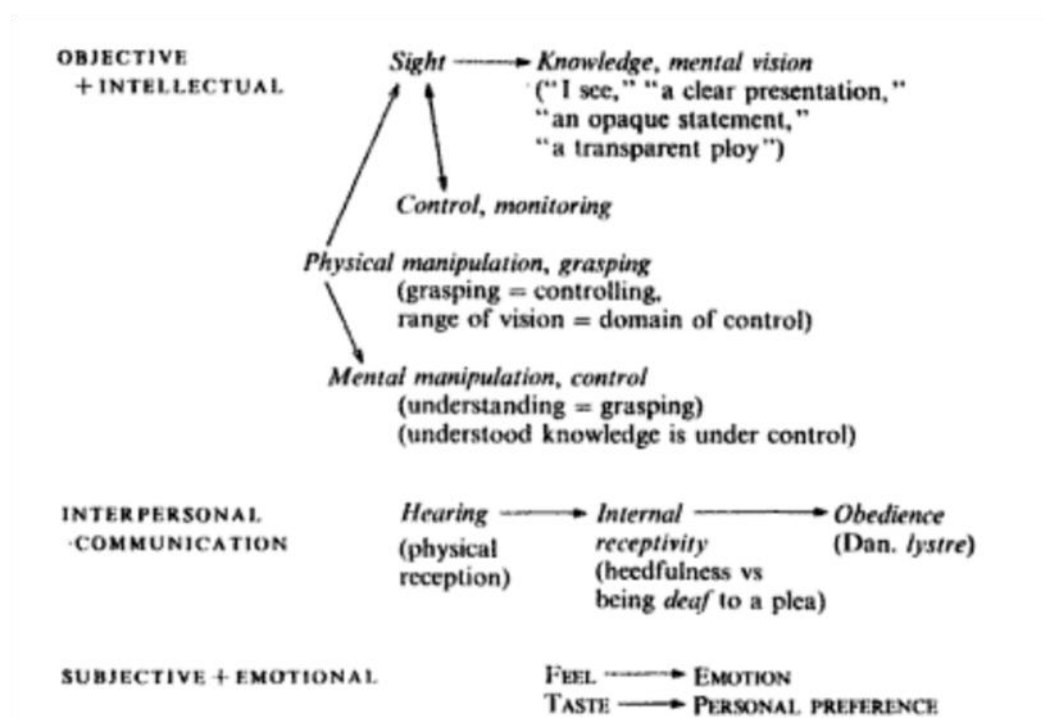 OBJECTIVE
+ INTELLECTUAL
Sight
Knowledge, mental vision
("I see," "a clear presentation,"
"an opaque statement,"
"a transparent ploy")
Control, monitoring
Physical manipulation, grasping
(grasping = controlling,
range of vision = domain of control)
Mental manipulation, control
(understanding = grasping)
(understood knowledge is under control)
INTERPERSONAL
COMMUNICATION
Hearing
(physical
reception)
Internal
receptivity
(heedfulness vs
being deaf to a plea)
Obedience
(Dan. lystre)
SUBJECTIVE + EMOTIONAL
FEEL
EMOTION
TASTE
PERSONAL PREFERENCE